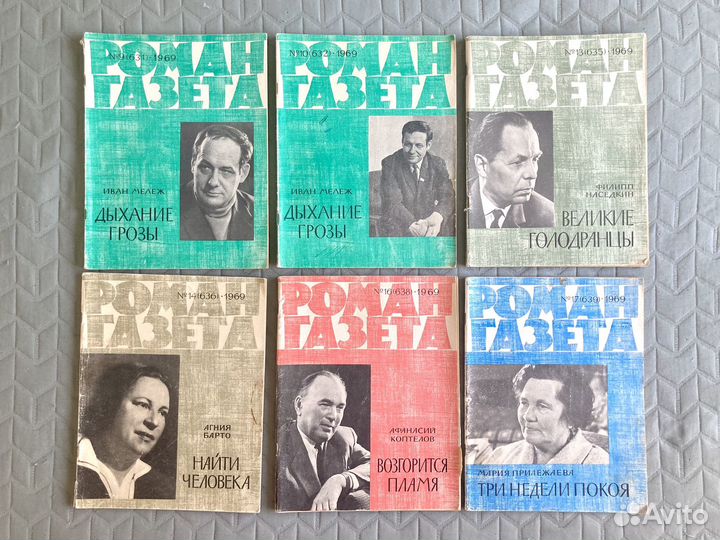 РОМАН
№9(631)·1969
ГАЗЕТА
ИВАН МЕЛЕЖ
ДЫХАНИЕ
ГРОЗЫ
РОМАН
№10(632)·1969
ГАЗЕТА
ИВАН МЕЛЕЖ
ДЫХАНИЕ
ГРОЗЫ
РОМАН
№13(635)·1969
ГАЗЕТА
ФИЛИПП
НАСЕДКИН
ВЕЛИКИЕ
ГОЛОДРАНЦЫ
РОМАН
№14(636)·1969
ГАЗЕТА
АГНИЯ
БАРТО
НАЙТИ
ЧЕЛОВЕКА
РОМАН
№16(638)·1969
ГАЗЕТА
АФАНАСИЙ
КОПТЕЛОВ
ВОЗГОРИТСЯ
ПЛАМЯ
РОМАН
№17(639)·1969
ГАЗЕТА
МАРИЯ ПРИЛЕЖАЕВА
ТРИ НЕДЕЛИ ПОКОЯ
Avito